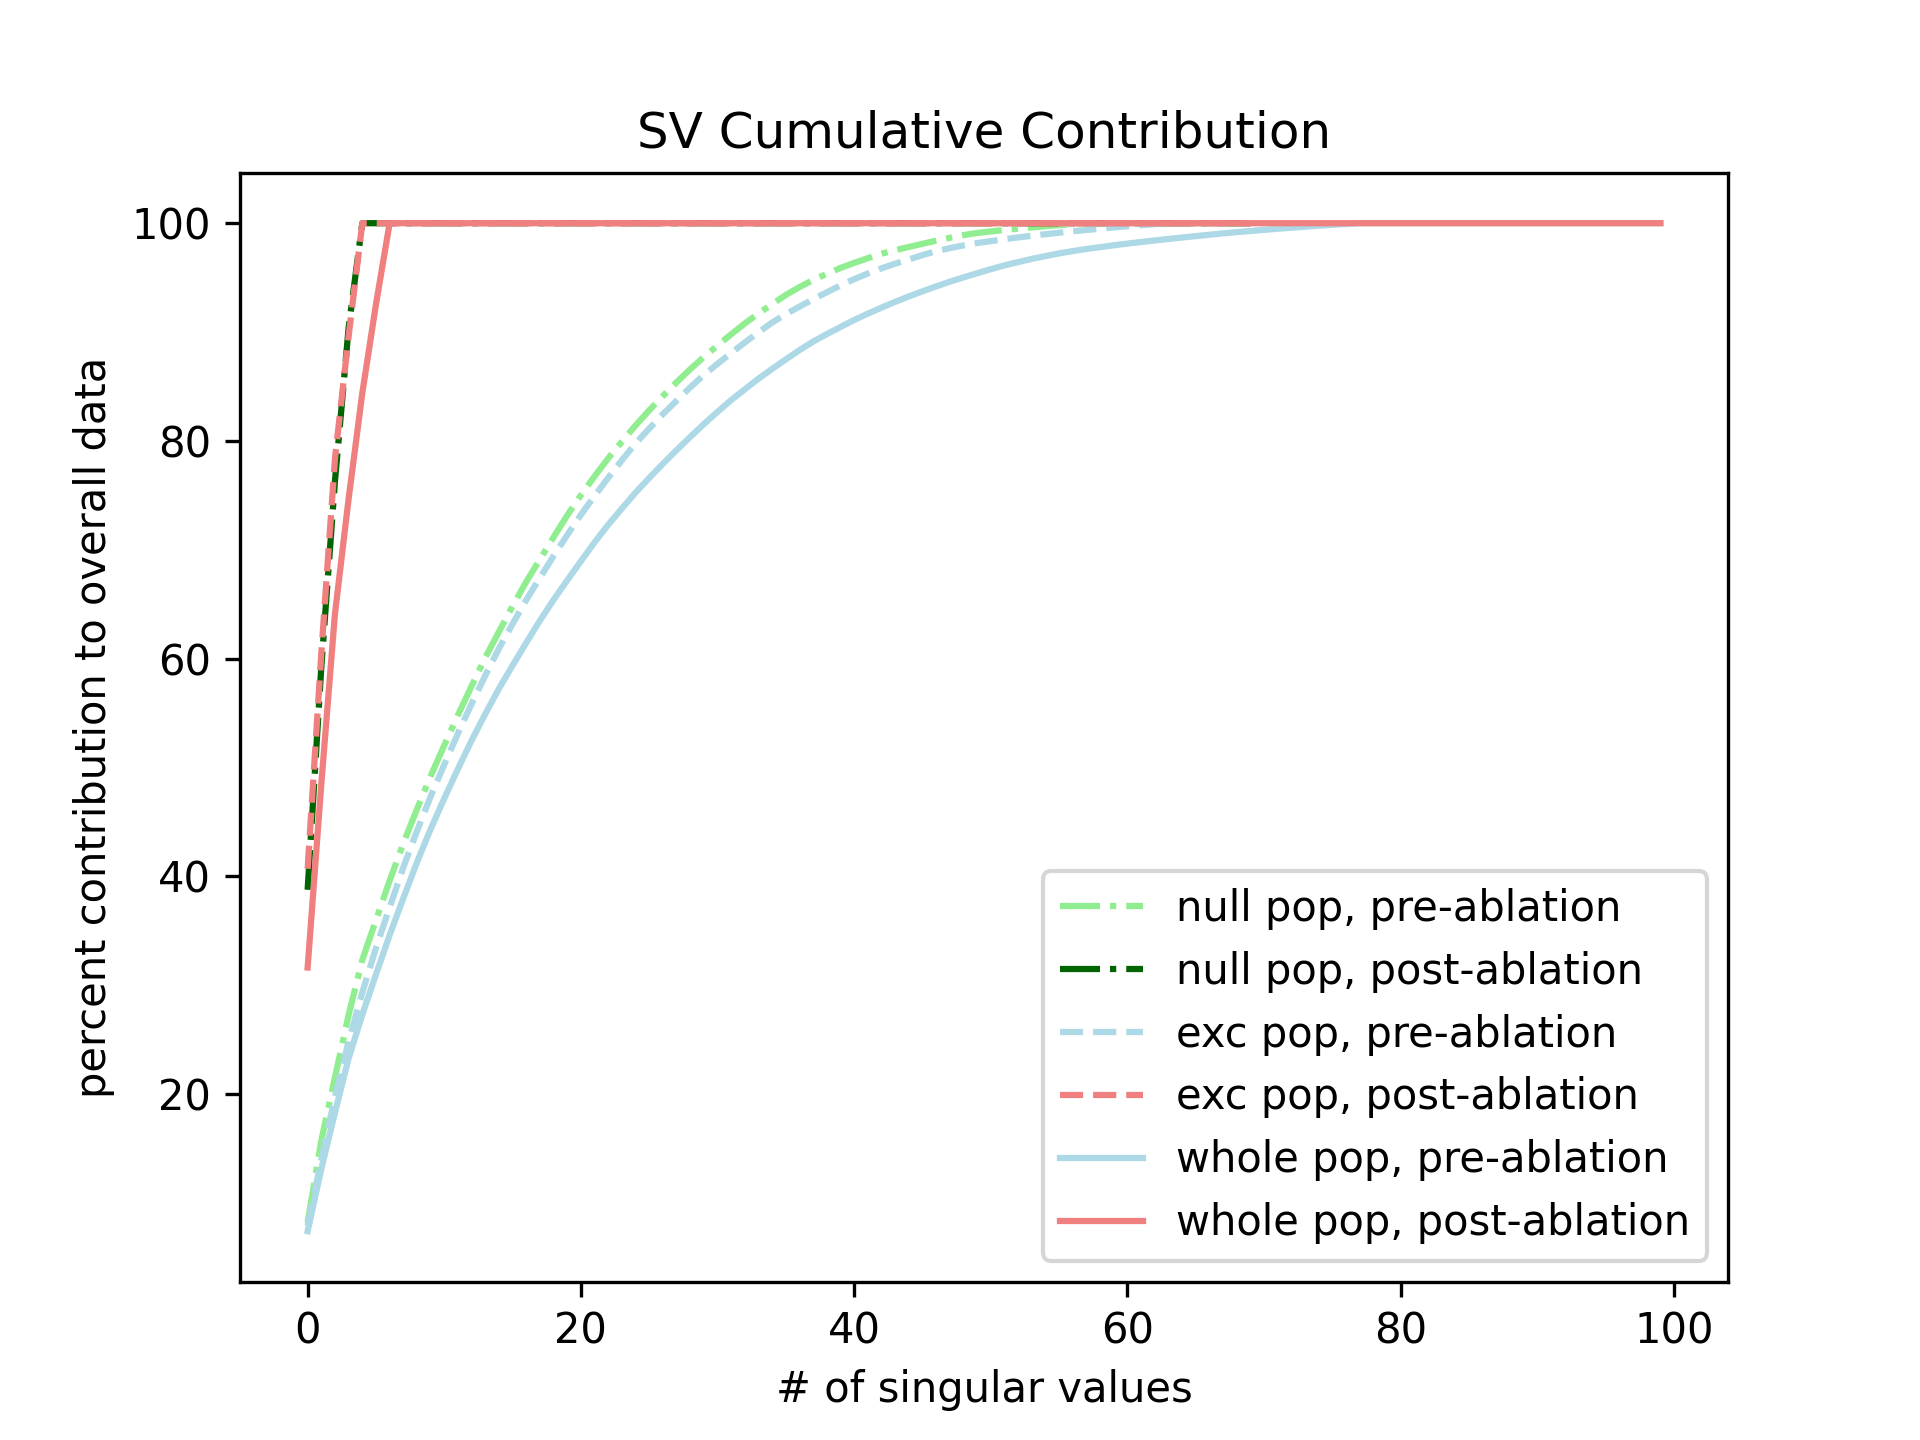 SV Cumulative Contribution
100
80
60
40
20
percent contribution to overall data
null pop, pre-ablation
null pop, post-ablation
exc pop, pre-ablation
exc pop, post-ablation
whole pop, pre-ablation
whole pop, post-ablation
0 20 40 60 80 100
# of singular values